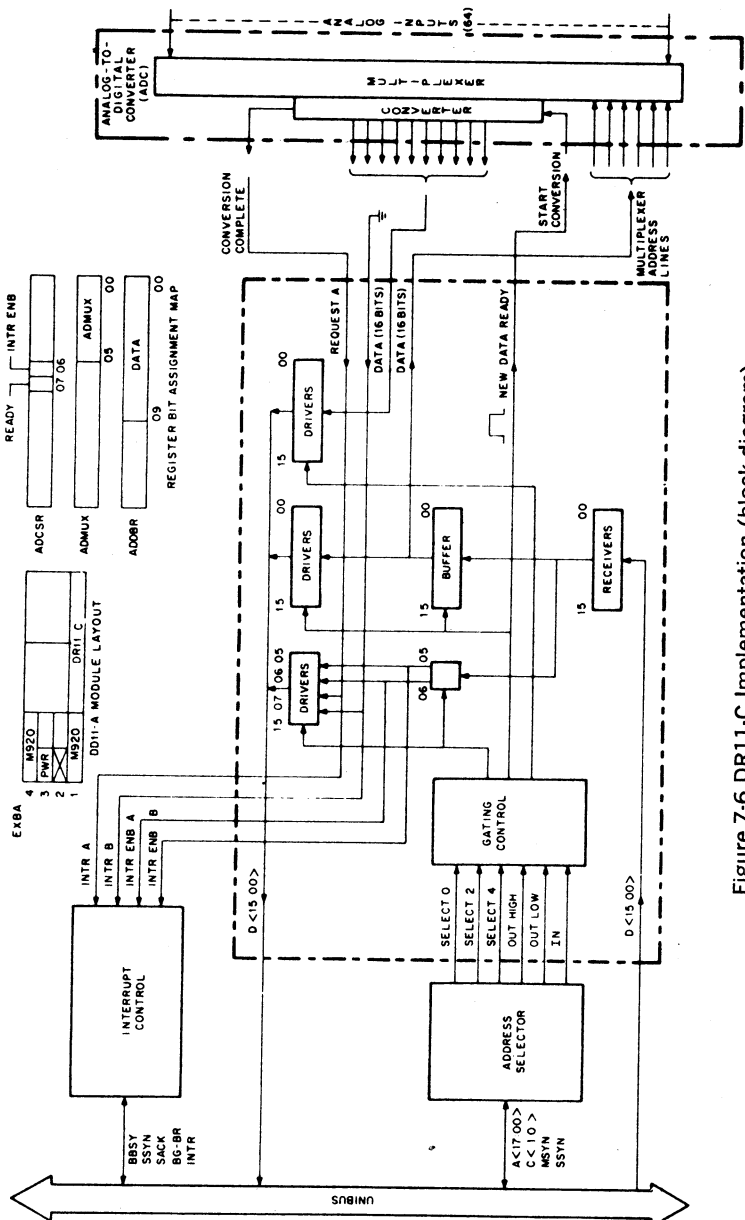 ANALOG INPUTS (64)
ANALOG-TO-
DIGITAL
CONVERTER
(ADC)
MULTIPLEXER
CONVERTER
CONVERSION
COMPLETE
START CONVERSION
MULTIPLEXER
ADDRESS
LINES
READY
INTR ENB
ADCSR
07 06
ADMUX
ADMUX
05
00
ADDBR
DATA
09
00
REGISTER BIT ASSIGNMENT MAP
EXBA
4
M920
3
PWR
2
1
M920
DR11 C
DD11-A MODULE LAYOUT
REQUEST A
DATA (16 BITS)
DATA (16 BITS)
NEW DATA READY
DRIVERS
15
00
DRIVERS
15
00
DRIVERS
15 07 06 05
BUFFER
15
00
06
05
RECEIVERS
15
00
INTR A
INTR B
INTR ENB A
INTR ENB B
INTERRUPT
CONTROL
D<15 00>
GATING
CONTROL
SELECT 0
SELECT 2
SELECT 4
OUT HIGH
OUT LOW
IN
D<15 00>
ADDRESS
SELECTOR
BBSY
SSYN
SACK
BG-BR
INTR
A<17 00>
C<1 0>
MSYN
SSYN
UNIBUS
Figure 7-6 DR11-C Implementation (block diagram)